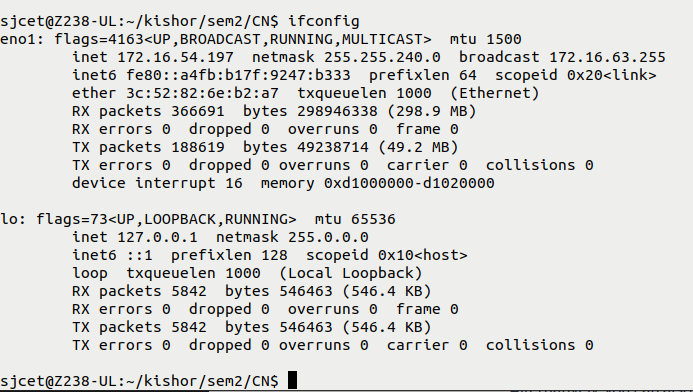 sjcet@Z238-UL:~/kishor/sem2/CN$ ifconfig
eno1: flags=4163<UP,BROADCAST,RUNNING,MULTICAST>  mtu 1500
        inet 172.16.54.197  netmask 255.255.240.0  broadcast 172.16.63.255
        inet6 fe80::a4fb:b17f:9247:b333  prefixlen 64  scopeid 0x20<link>
        ether 3c:52:82:6e:b2:a7  txqueuelen 1000  (Ethernet)
        RX packets 366691  bytes 298946338 (298.9 MB)
        RX errors 0  dropped 0  overruns 0  frame 0
        TX packets 188619  bytes 49238714 (49.2 MB)
        TX errors 0  dropped 0 overruns 0  carrier 0  collisions 0
        device interrupt 16  memory 0xd1000000-d1020000

lo: flags=73<UP,LOOPBACK,RUNNING>  mtu 65536
        inet 127.0.0.1  netmask 255.0.0.0
        inet6 ::1  prefixlen 128  scopeid 0x10<host>
        loop  txqueuelen 1000  (Local Loopback)
        RX packets 5842  bytes 546463 (546.4 KB)
        RX errors 0  dropped 0  overruns 0  frame 0
        TX packets 5842  bytes 546463 (546.4 KB)
        TX errors 0  dropped 0 overruns 0  carrier 0  collisions 0

sjcet@Z238-UL:~/kishor/sem2/CN$